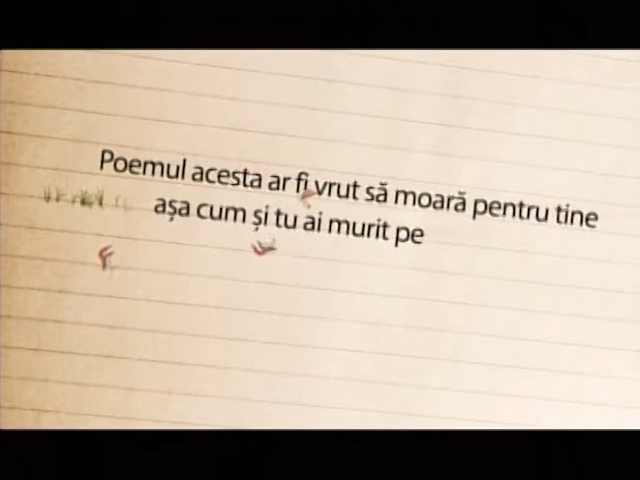 Poemul acesta ar fi vrut să moară pentru tine
așa cum și tu ai murit pe